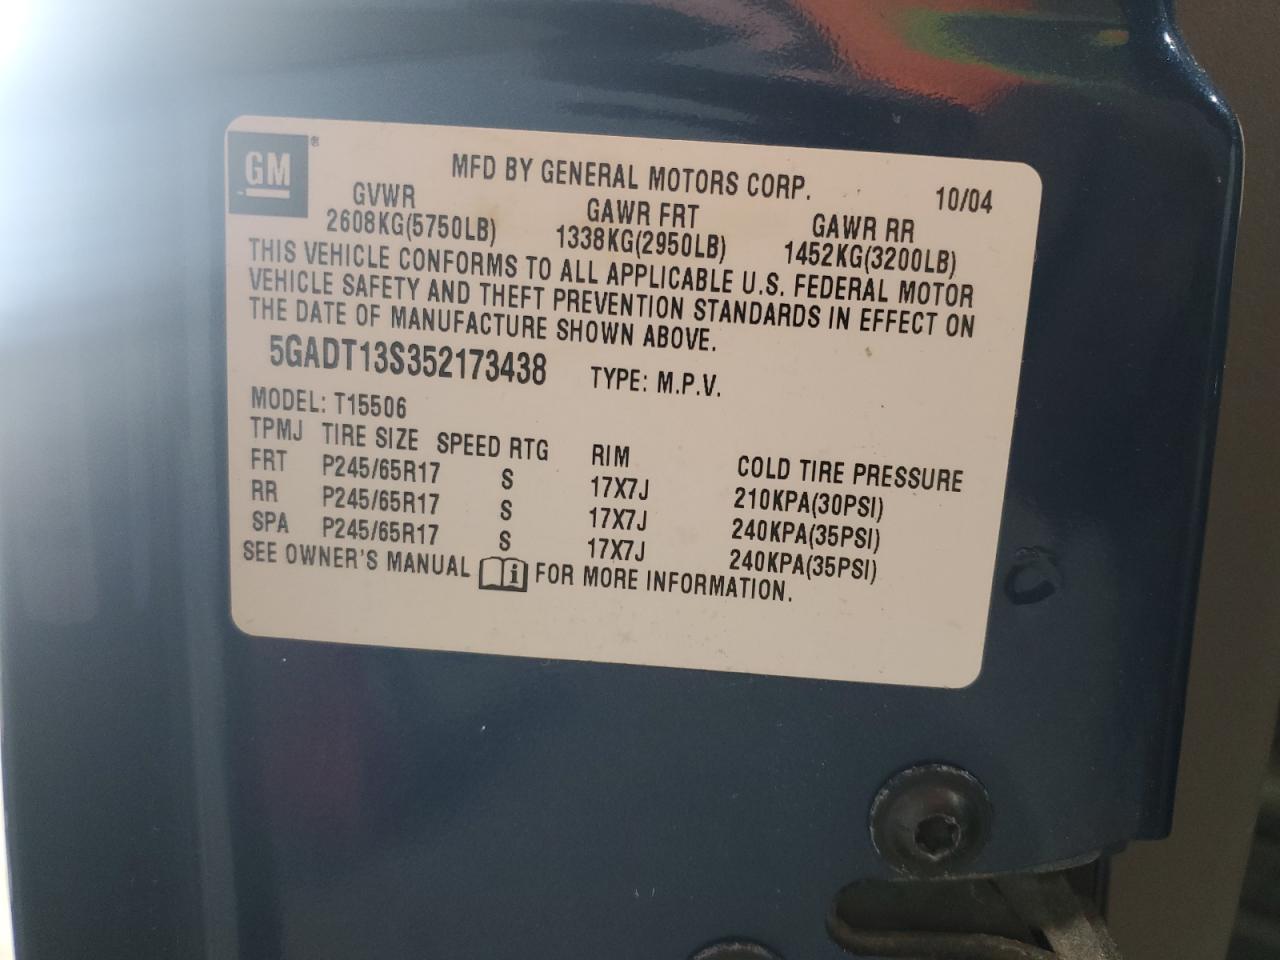 GM ®
MFD BY GENERAL MOTORS CORP. 10/04
GVWR GAWR FRT GAWR RR
2608KG(5750LB) 1338KG(2950LB) 1452KG(3200LB)
THIS VEHICLE CONFORMS TO ALL APPLICABLE U.S. FEDERAL MOTOR
VEHICLE SAFETY AND THEFT PREVENTION STANDARDS IN EFFECT ON
THE DATE OF MANUFACTURE SHOWN ABOVE.
5GADT13S352173438 TYPE: M.P.V.
MODEL: T15506
TPMJ TIRE SIZE SPEED RTG RIM COLD TIRE PRESSURE
FRT P245/65R17 S 17X7J 210KPA(30PSI)
RR P245/65R17 S 17X7J 240KPA(35PSI)
SPA P245/65R17 S 17X7J 240KPA(35PSI)
SEE OWNER'S MANUAL i FOR MORE INFORMATION.